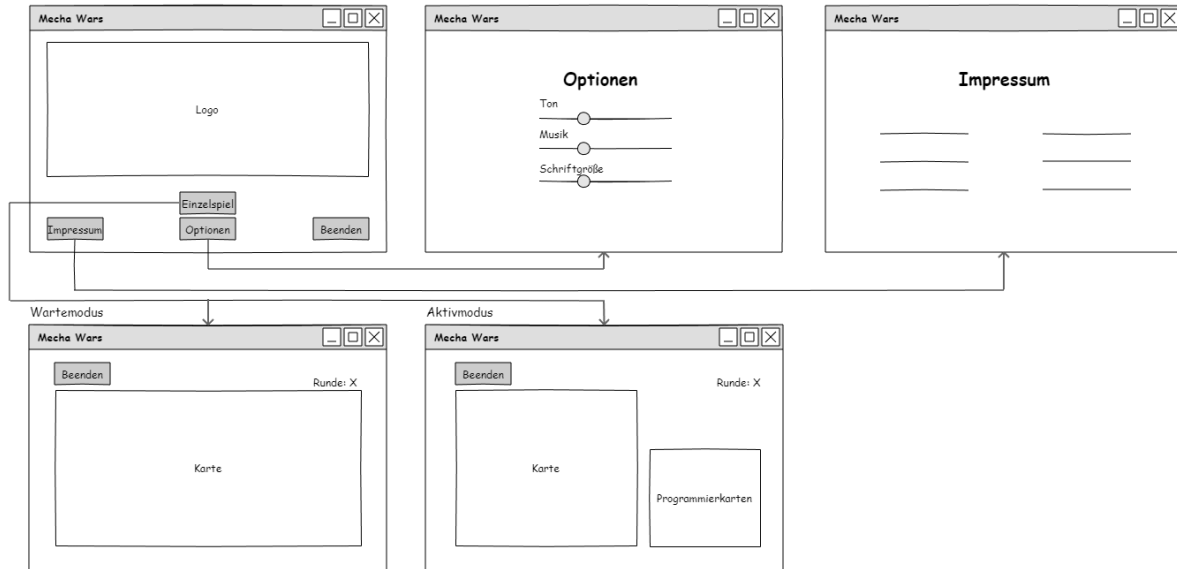 Mecha Wars
Logo
Einzelspiel
Impressum
Optionen
Beenden
Mecha Wars
Optionen
Ton
Musik
Schriftgröße
Mecha Wars
Impressum
Wartemodus
Mecha Wars
Beenden
Runde: X
Karte
Aktivmodus
Mecha Wars
Beenden
Runde: X
Karte
Programmierkarten